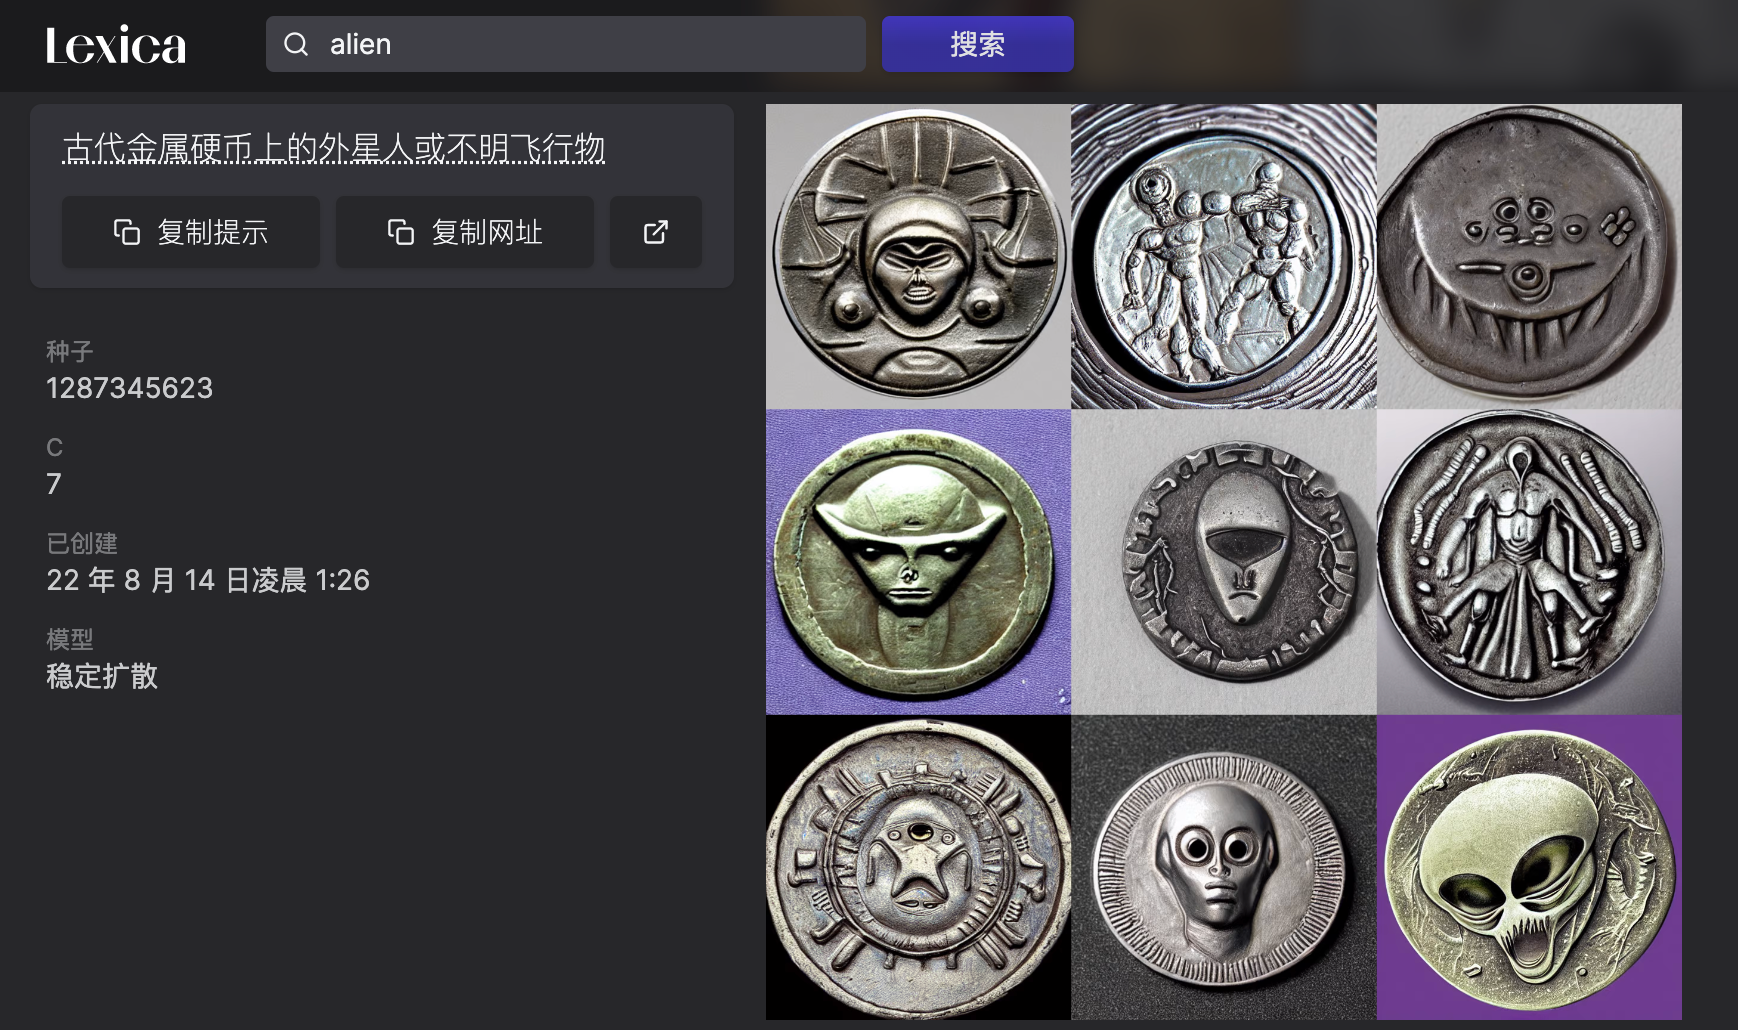 Lexica
alien
搜索
古代金属硬币上的外星人或不明飞行物
复制提示
复制网址
种子
1287345623
C
7
已创建
22 年 8 月 14 日凌晨 1:26
模型
稳定扩散